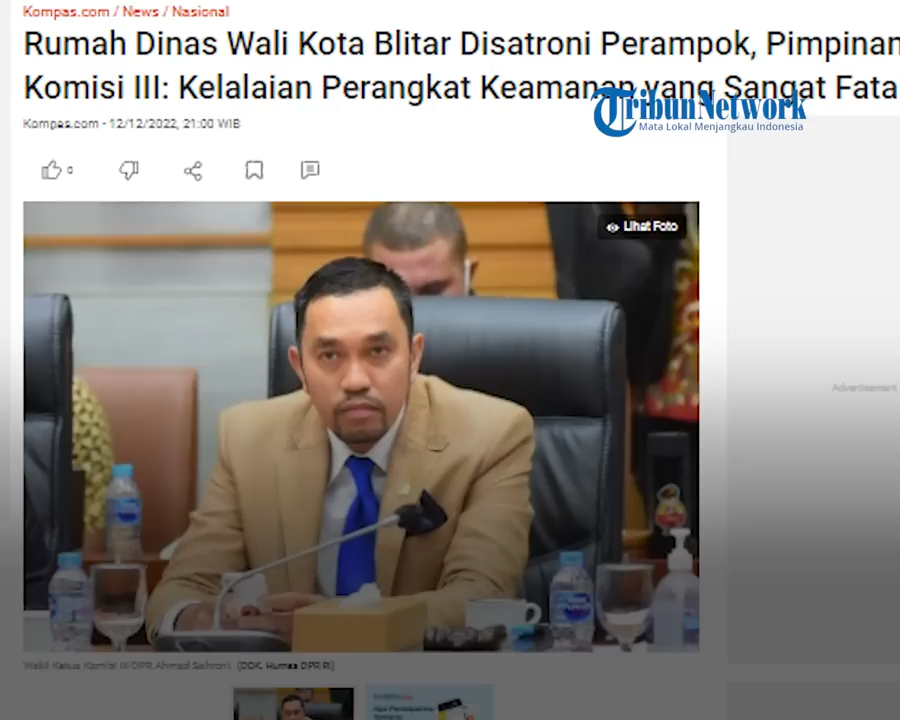 Kompas.com / News / Nasional
Rumah Dinas Wali Kota Blitar Disatroni Perampok, Pimpinan
Komisi III: Kelalaian Perangkat Keamanan yang Sangat Fata
TribunNetwork
Mata Lokal Menjangkau Indonesia
Kompas.com - 12/12/2022, 21:00 WIB
0
Lihat Foto
Advertisement
Wakil Ketua Komisi III DPR Ahmad Sahroni. (DOK. Humas DPR RI)